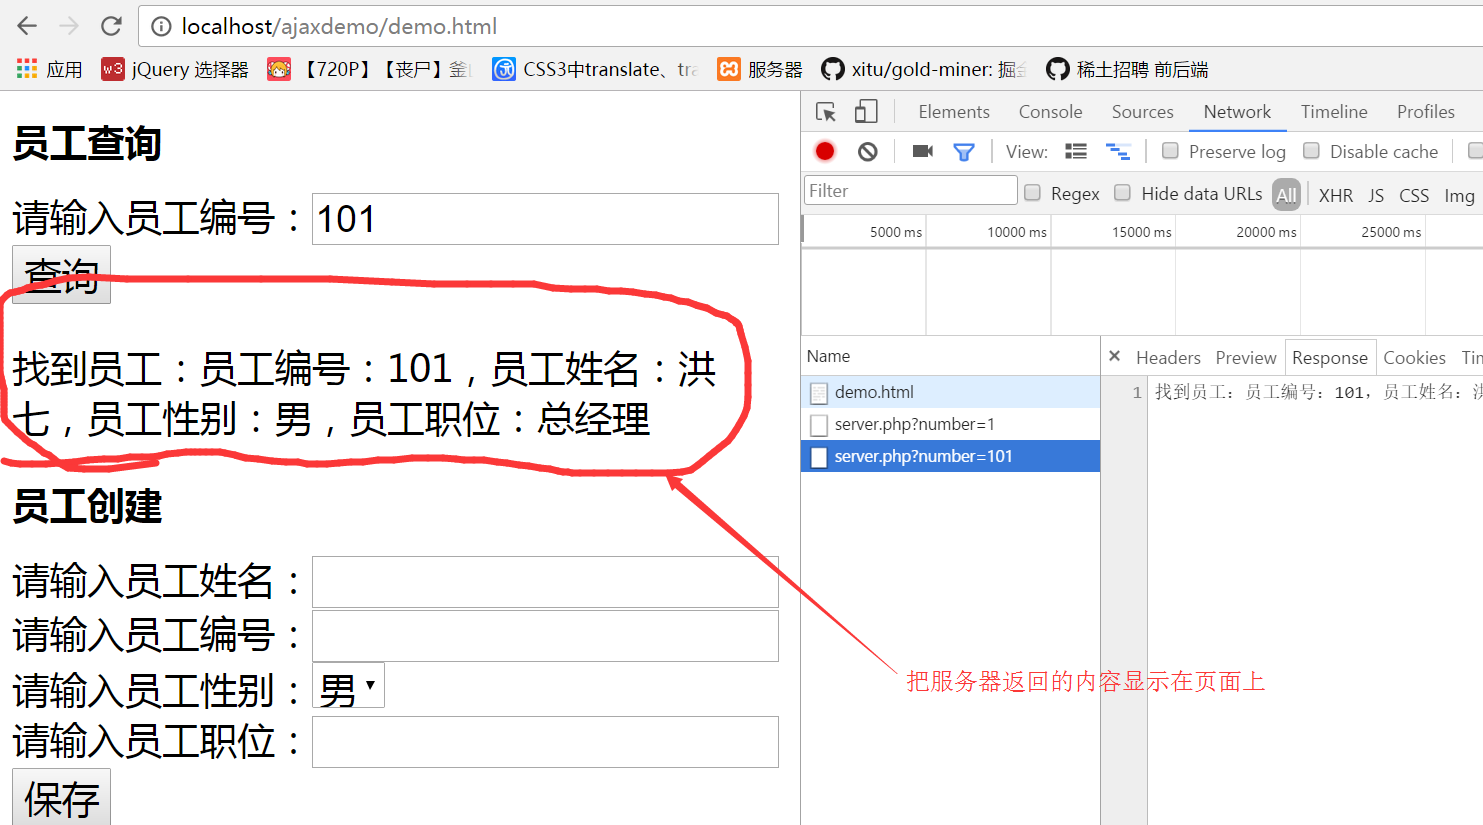 localhost/ajaxdemo/demo.html
应用 jQuery 选择器 【720P】【丧尸】釜 CSS3中translate、tra 服务器 xitu/gold-miner: 掘金 稀土招聘 前后端
Elements Console Sources Network Timeline Profiles
View: Preserve log Disable cache
Filter Regex Hide data URLs All XHR JS CSS Img
5000 ms 10000 ms 15000 ms 20000 ms 25000 ms
员工查询
请输入员工编号：101
查询
找到员工：员工编号：101，员工姓名：洪
七，员工性别：男，员工职位：总经理
员工创建
请输入员工姓名：
请输入员工编号：
请输入员工性别：男
请输入员工职位：
保存
Name
demo.html
server.php?number=1
server.php?number=101
× Headers Preview Response Cookies Tim
1 找到员工：员工编号：101，员工姓名：洪
把服务器返回的内容显示在页面上